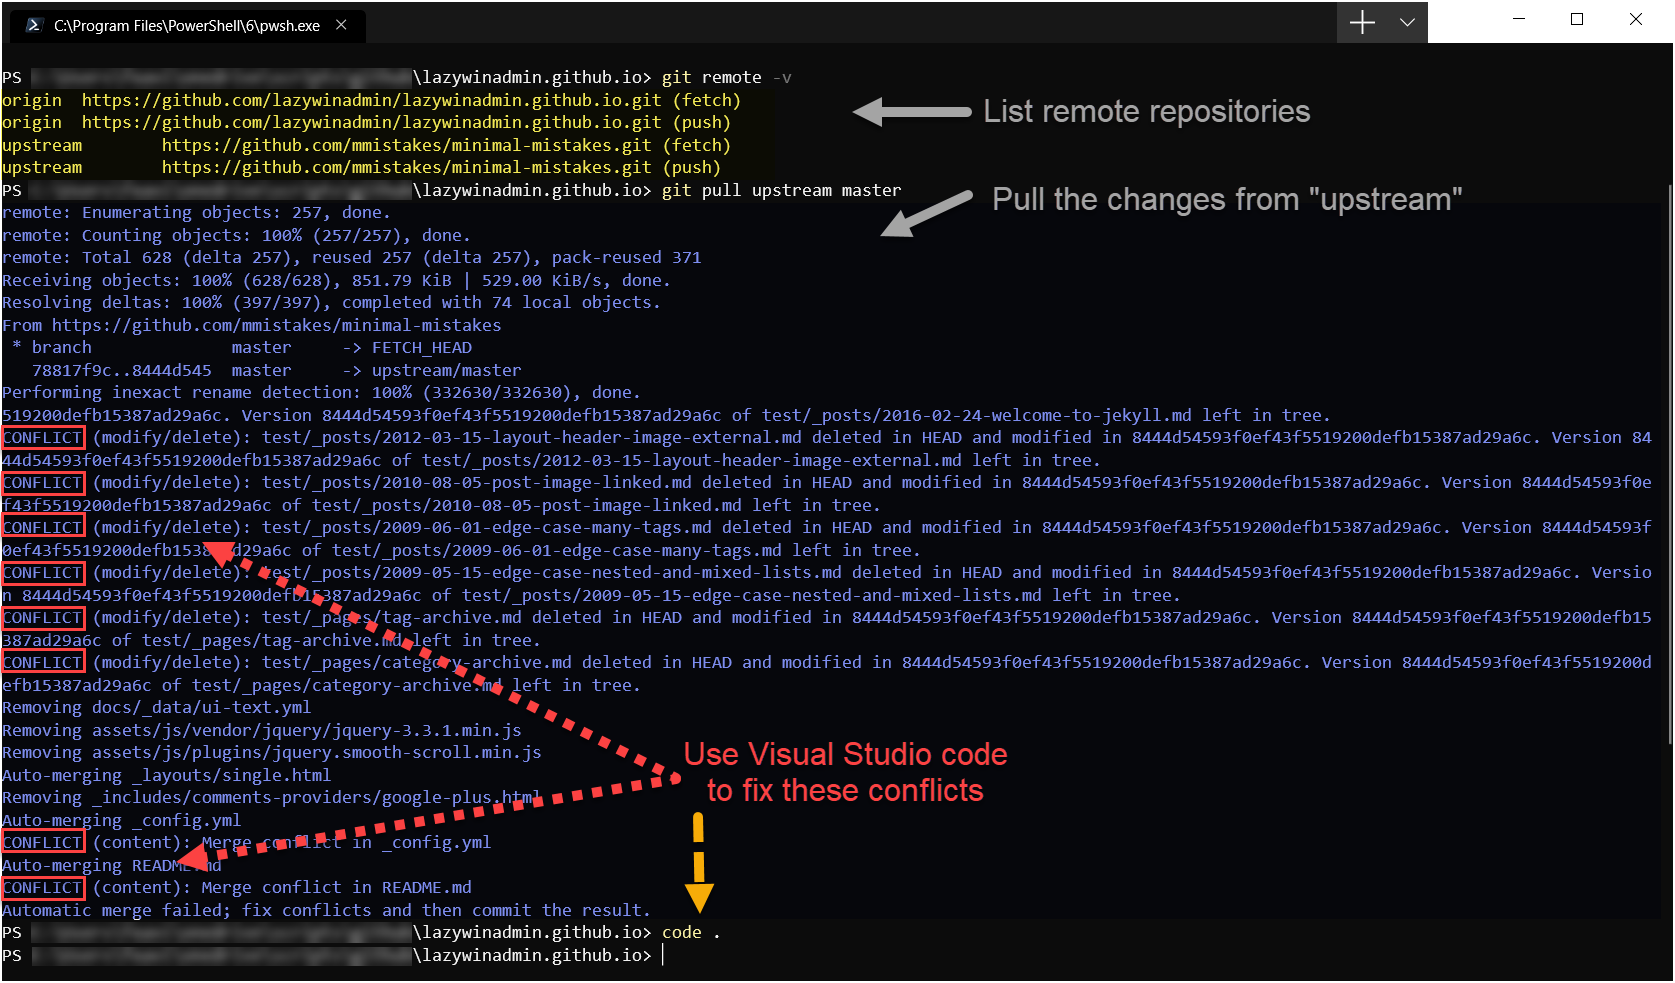 C:\Program Files\PowerShell\6\pwsh.exe
PS \lazywinadmin.github.io> git remote -v
origin  https://github.com/lazywinadmin/lazywinadmin.github.io.git (fetch)
List remote repositories
origin  https://github.com/lazywinadmin/lazywinadmin.github.io.git (push)
upstream        https://github.com/mmistakes/minimal-mistakes.git (fetch)
upstream        https://github.com/mmistakes/minimal-mistakes.git (push)
PS \lazywinadmin.github.io> git pull upstream master
Pull the changes from "upstream"
remote: Enumerating objects: 257, done.
remote: Counting objects: 100% (257/257), done.
remote: Total 628 (delta 257), reused 257 (delta 257), pack-reused 371
Receiving objects: 100% (628/628), 851.79 KiB | 529.00 KiB/s, done.
Resolving deltas: 100% (397/397), completed with 74 local objects.
From https://github.com/mmistakes/minimal-mistakes
 * branch              master     -> FETCH_HEAD
   78817f9c..8444d545  master     -> upstream/master
Performing inexact rename detection: 100% (332630/332630), done.
519200defb15387ad29a6c. Version 8444d54593f0ef43f5519200defb15387ad29a6c of test/_posts/2016-02-24-welcome-to-jekyll.md left in tree.
CONFLICT (modify/delete): test/_posts/2012-03-15-layout-header-image-external.md deleted in HEAD and modified in 8444d54593f0ef43f5519200defb15387ad29a6c. Version 84
44d54593f0ef43f5519200defb15387ad29a6c of test/_posts/2012-03-15-layout-header-image-external.md left in tree.
CONFLICT (modify/delete): test/_posts/2010-08-05-post-image-linked.md deleted in HEAD and modified in 8444d54593f0ef43f5519200defb15387ad29a6c. Version 8444d54593f0e
f43f5519200defb15387ad29a6c of test/_posts/2010-08-05-post-image-linked.md left in tree.
CONFLICT (modify/delete): test/_posts/2009-06-01-edge-case-many-tags.md deleted in HEAD and modified in 8444d54593f0ef43f5519200defb15387ad29a6c. Version 8444d54593f
0ef43f5519200defb15387ad29a6c of test/_posts/2009-06-01-edge-case-many-tags.md left in tree.
CONFLICT (modify/delete): test/_posts/2009-05-15-edge-case-nested-and-mixed-lists.md deleted in HEAD and modified in 8444d54593f0ef43f5519200defb15387ad29a6c. Versio
n 8444d54593f0ef43f5519200defb15387ad29a6c of test/_posts/2009-05-15-edge-case-nested-and-mixed-lists.md left in tree.
CONFLICT (modify/delete): test/_pages/tag-archive.md deleted in HEAD and modified in 8444d54593f0ef43f5519200defb15387ad29a6c. Version 8444d54593f0ef43f5519200defb15
387ad29a6c of test/_pages/tag-archive.md left in tree.
CONFLICT (modify/delete): test/_pages/category-archive.md deleted in HEAD and modified in 8444d54593f0ef43f5519200defb15387ad29a6c. Version 8444d54593f0ef43f5519200d
efb15387ad29a6c of test/_pages/category-archive.md left in tree.
Removing docs/_data/ui-text.yml
Removing assets/js/vendor/jquery/jquery-3.3.1.min.js
Removing assets/js/plugins/jquery.smooth-scroll.min.js
Use Visual Studio code
to fix these conflicts
Auto-merging _layouts/single.html
Removing _includes/comments-providers/google-plus.html
Auto-merging _config.yml
CONFLICT (content): Merge conflict in _config.yml
Auto-merging README.md
CONFLICT (content): Merge conflict in README.md
Automatic merge failed; fix conflicts and then commit the result.
PS \lazywinadmin.github.io> code .
PS \lazywinadmin.github.io>